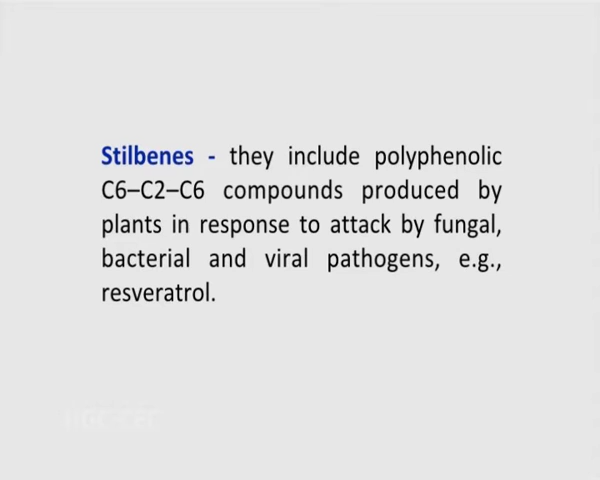 Stilbenes - they include polyphenolic
C6–C2–C6 compounds produced by
plants in response to attack by fungal,
bacterial and viral pathogens, e.g.,
resveratrol.